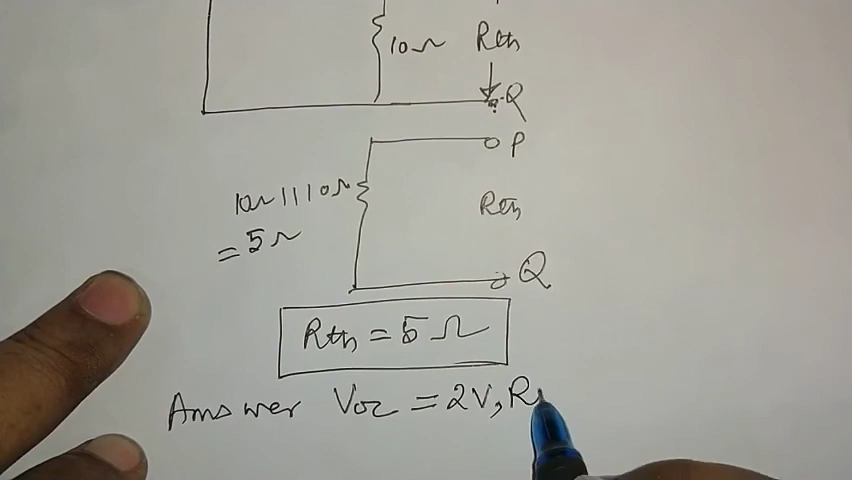 10Ω Rth
Q
P
10Ω||10Ω Rth
= 5Ω
Q
Rth = 5Ω
Answer Voc = 2V, R